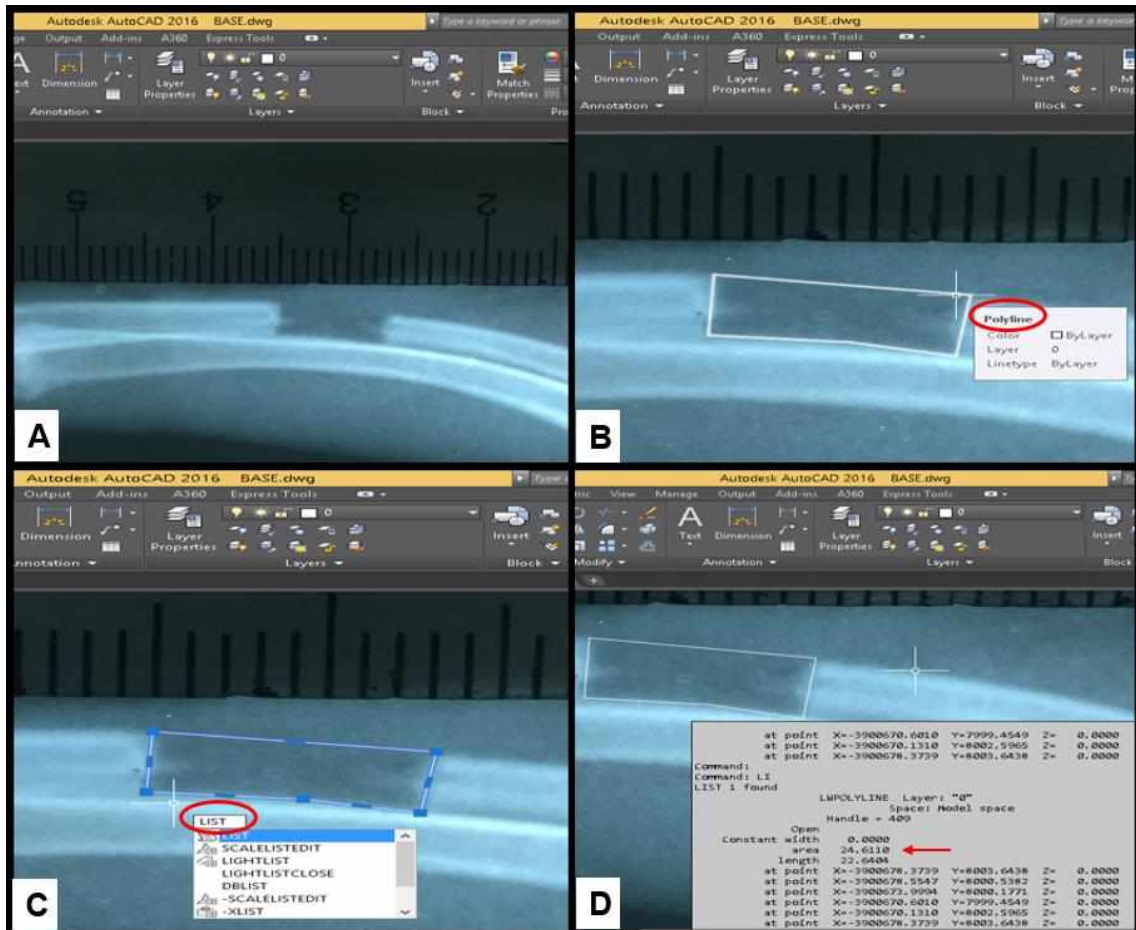 Autodesk AutoCAD 2016 BASE.dwg
Type a keyword or phrase
Output Add-ins A360 Express Tools
Dimension
Layer Properties
0
Insert
Match Properties
Annotation
Layers
Block
5 4 3 2
A
Autodesk AutoCAD 2016 BASE.dwg
Type a keyword
Output Add-ins A360 Express Tools
Dimension
Layer Properties
0
Insert
Annotation
Layers
Block
Polyline
Color ByLayer
Layer 0
Linetype ByLayer
B
Autodesk AutoCAD 2016 BASE.dwg
Output Add-ins A360 Express Tools
Dimension
Layer Properties
0
Insert
Layers
Block
LIST
LIST
SCALELISTEDIT
LIGHTLIST
LIGHTLISTCLOSE
DBLIST
-SCALELISTEDIT
-XLIST
C
Autodesk AutoCAD 2016 BASE.dwg
View Manage Output Add-ins A360 Express Tools
Text
Dimension
Layer Properties
0
Insert
Modify
Annotation
Layers
Block
at point X=-3900670.6010 Y=7999.4549 Z= 0.0000
at point X=-3900670.1310 Y=8002.5965 Z= 0.0000
at point X=-3900678.3739 Y=8003.6438 Z= 0.0000
Command:
Command: LI
LIST 1 found
LWPOLYLINE Layer: "0"
Space: Model space
Handle = 409
Open
Constant width 0.0000
area 24.6110
length 22.6404
at point X=-3900678.3739 Y=8003.6438 Z= 0.0000
at point X=-3900678.5547 Y=8000.5382 Z= 0.0000
at point X=-3900673.9994 Y=8000.1771 Z= 0.0000
at point X=-3900670.6010 Y=7999.4549 Z= 0.0000
at point X=-3900670.1310 Y=8002.5965 Z= 0.0000
at point X=-3900678.3739 Y=8003.6438 Z= 0.0000
D